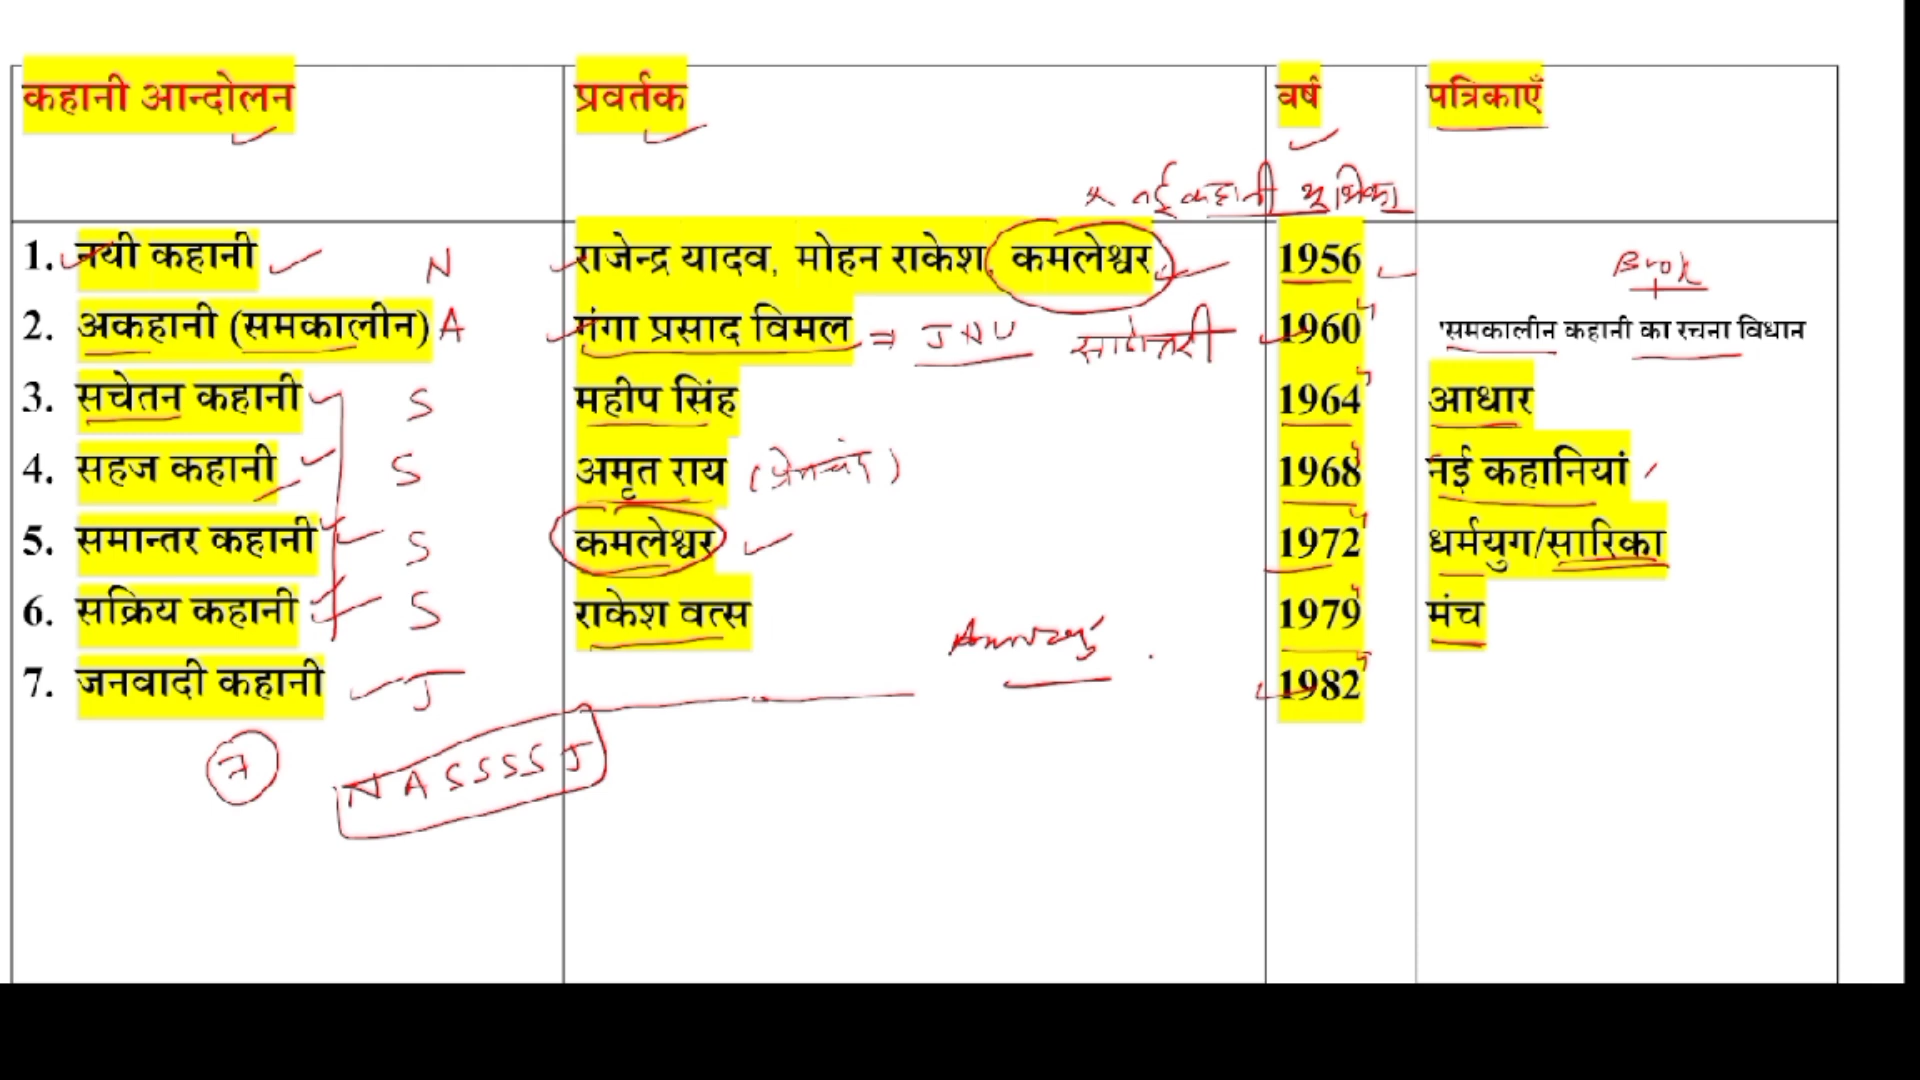 कहानी आन्दोलन प्रवर्तक वर्ष पत्रिकाएँ
नई कहानी भूमिका
1. नयी कहानी N राजेन्द्र यादव, मोहन राकेश, कमलेश्वर, 1956
Book
2. अकहानी (समकालीन) A गंगा प्रसाद विमल ⇒ JNU साठोत्तरी 1960 'समकालीन कहानी का रचना विधान
3. सचेतन कहानी S महीप सिंह 1964 आधार
4. सहज कहानी S अमृत राय (प्रेमचंद) 1968 नई कहानियां
5. समान्तर कहानी S कमलेश्वर 1972 धर्मयुग/सारिका
6. सक्रिय कहानी S राकेश वत्स 1979 मंच
7. जनवादी कहानी J 1982
7
NASSSSJ